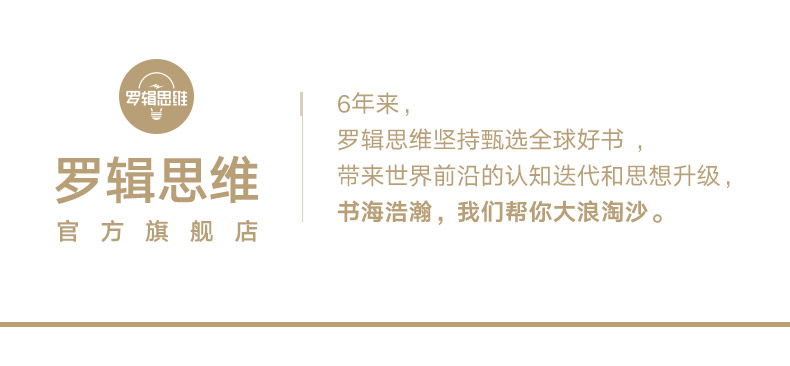 罗辑思维
罗辑思维
官方旗舰店
6年来，
罗辑思维坚持甄选全球好书，
带来世界前沿的认知迭代和思想升级，
书海浩瀚，我们帮你大浪淘沙。